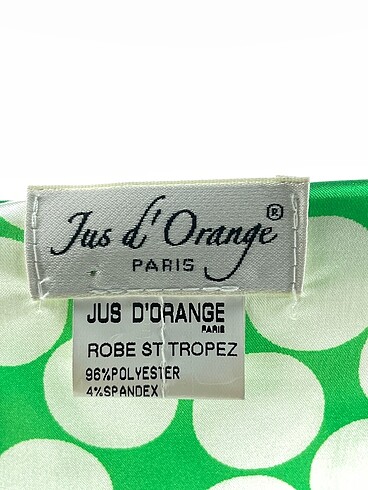 Jus d'Orange®
PARIS
JUS D'ORANGE
PARIS
ROBE ST TROPEZ
96%POLYESTER
4%SPANDEX